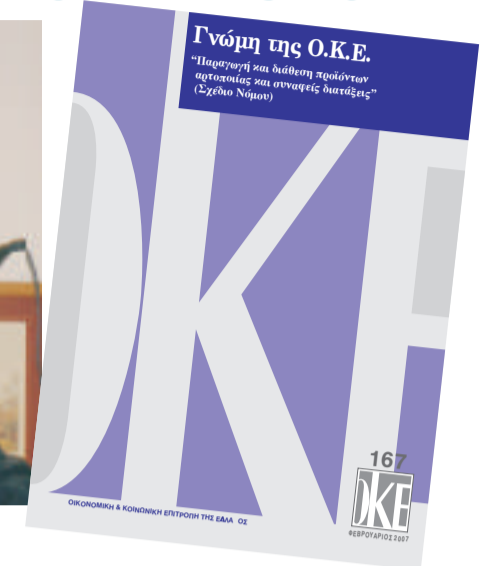 Γνώμη της Ο.Κ.Ε.
“Παραγωγή και διάθεση προϊόντων
αρτοποιίας και συναφείς διατάξεις”
(Σχέδιο Νόμου)
ΟΚΕ
167
ΟΚΕ
ΟΙΚΟΝΟΜΙΚΗ & ΚΟΙΝΩΝΙΚΗ ΕΠΙΤΡΟΠΗ ΤΗΣ
ΦΕΒΡΟΥΑΡΙΟΣ 2007